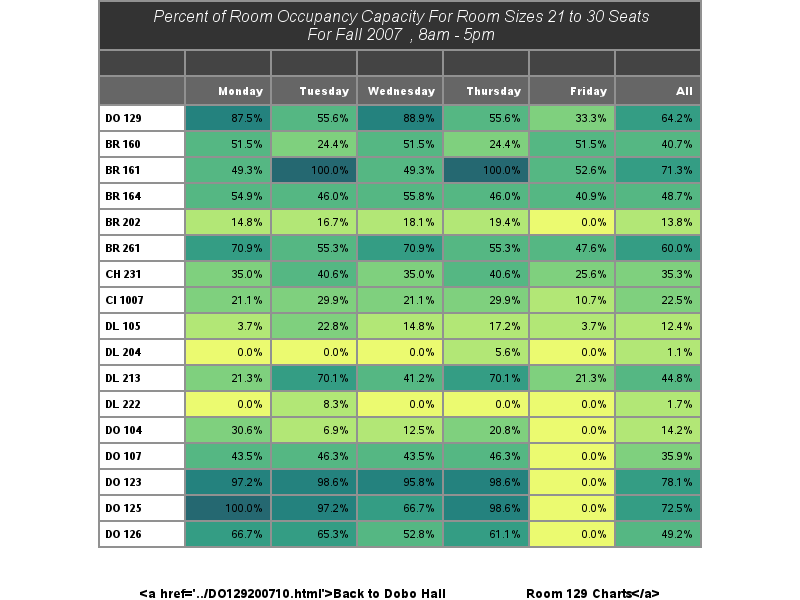 Percent of Room Occupancy Capacity For Room Sizes 21 to 30 Seats
For Fall 2007 , 8am - 5pm
Monday Tuesday Wednesday Thursday Friday All
DO 129 87.5% 55.6% 88.9% 55.6% 33.3% 64.2%
BR 160 51.5% 24.4% 51.5% 24.4% 51.5% 40.7%
BR 161 49.3% 100.0% 49.3% 100.0% 52.6% 71.3%
BR 164 54.9% 46.0% 55.8% 46.0% 40.9% 48.7%
BR 202 14.8% 16.7% 18.1% 19.4% 0.0% 13.8%
BR 261 70.9% 55.3% 70.9% 55.3% 47.6% 60.0%
CH 231 35.0% 40.6% 35.0% 40.6% 25.6% 35.3%
CI 1007 21.1% 29.9% 21.1% 29.9% 10.7% 22.5%
DL 105 3.7% 22.8% 14.8% 17.2% 3.7% 12.4%
DL 204 0.0% 0.0% 0.0% 5.6% 0.0% 1.1%
DL 213 21.3% 70.1% 41.2% 70.1% 21.3% 44.8%
DL 222 0.0% 8.3% 0.0% 0.0% 0.0% 1.7%
DO 104 30.6% 6.9% 12.5% 20.8% 0.0% 14.2%
DO 107 43.5% 46.3% 43.5% 46.3% 0.0% 35.9%
DO 123 97.2% 98.6% 95.8% 98.6% 0.0% 78.1%
DO 125 100.0% 97.2% 66.7% 98.6% 0.0% 72.5%
DO 126 66.7% 65.3% 52.8% 61.1% 0.0% 49.2%
<a href='../DO129200710.html'>Back to Dobo Hall Room 129 Charts</a>